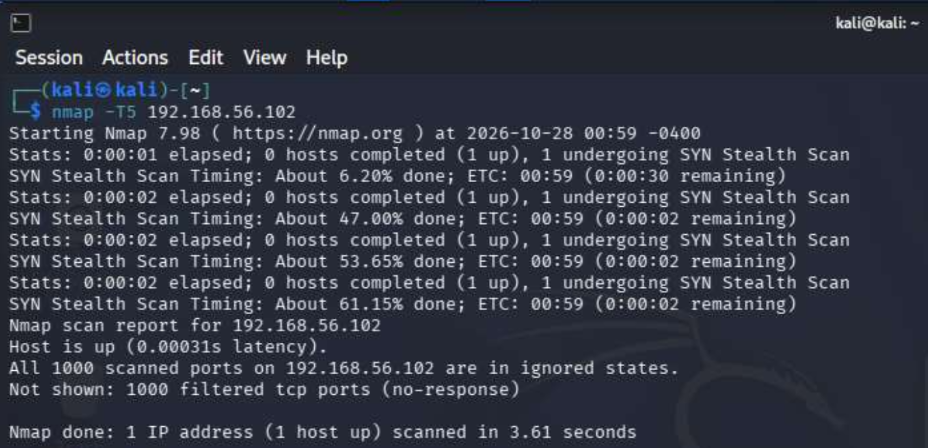 kali@kali: ~
Session Actions Edit View Help
┌──(kali㉿kali)-[~]
└─$ nmap -T5 192.168.56.102
Starting Nmap 7.98 ( https://nmap.org ) at 2026-10-28 00:59 -0400
Stats: 0:00:01 elapsed; 0 hosts completed (1 up), 1 undergoing SYN Stealth Scan
SYN Stealth Scan Timing: About 6.20% done; ETC: 00:59 (0:00:30 remaining)
Stats: 0:00:02 elapsed; 0 hosts completed (1 up), 1 undergoing SYN Stealth Scan
SYN Stealth Scan Timing: About 47.00% done; ETC: 00:59 (0:00:02 remaining)
Stats: 0:00:02 elapsed; 0 hosts completed (1 up), 1 undergoing SYN Stealth Scan
SYN Stealth Scan Timing: About 53.65% done; ETC: 00:59 (0:00:02 remaining)
Stats: 0:00:02 elapsed; 0 hosts completed (1 up), 1 undergoing SYN Stealth Scan
SYN Stealth Scan Timing: About 61.15% done; ETC: 00:59 (0:00:02 remaining)
Nmap scan report for 192.168.56.102
Host is up (0.00031s latency).
All 1000 scanned ports on 192.168.56.102 are in ignored states.
Not shown: 1000 filtered tcp ports (no-response)
Nmap done: 1 IP address (1 host up) scanned in 3.61 seconds